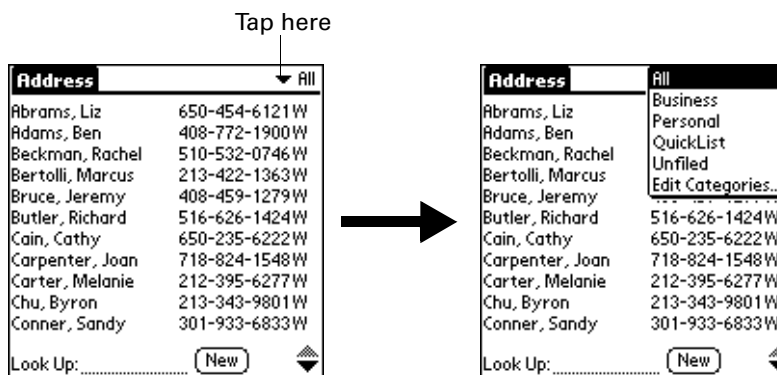 Tap here
Address All
Abrams, Liz 650-454-6121W
Adams, Ben 408-772-1900W
Beckman, Rachel 510-532-0746W
Bertolli, Marcus 213-422-1363W
Bruce, Jeremy 408-459-1279W
Butler, Richard 516-626-1424W
Cain, Cathy 650-235-6222W
Carpenter, Joan 718-824-1548W
Carter, Melanie 212-395-6277W
Chu, Byron 213-343-9801W
Conner, Sandy 301-933-6833W
Look Up: New
Address
Abrams, Liz
Adams, Ben
Beckman, Rachel
Bertolli, Marcus
Bruce, Jeremy
Butler, Richard 516-626-1424W
Cain, Cathy 650-235-6222W
Carpenter, Joan 718-824-1548W
Carter, Melanie 212-395-6277W
Chu, Byron 213-343-9801W
Conner, Sandy 301-933-6833W
Look Up: New
All
Business
Personal
QuickList
Unfiled
Edit Categories..